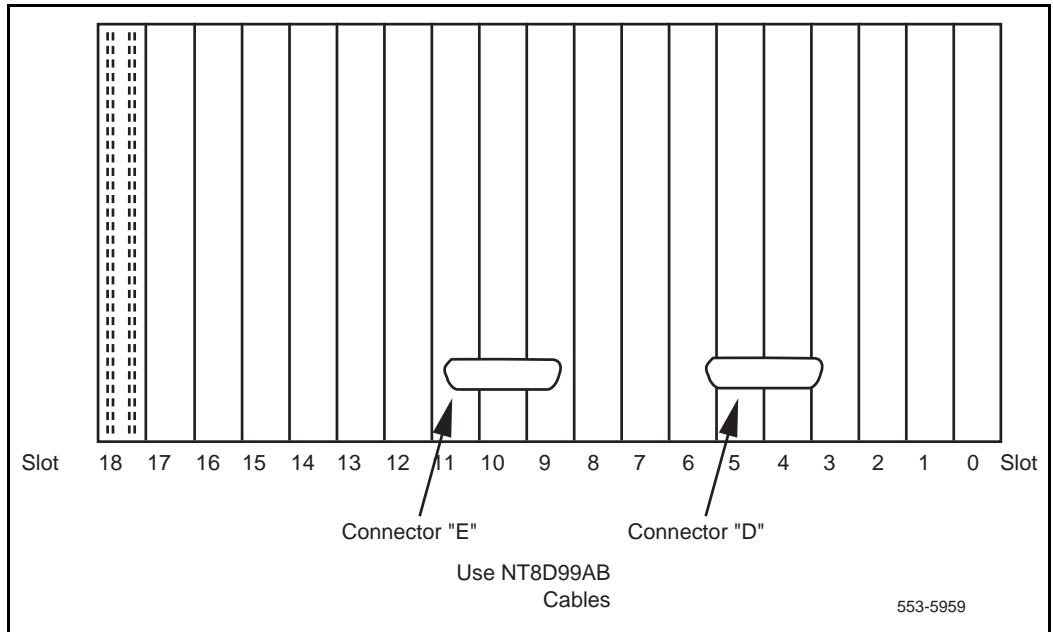 Slot 18 17 16 15 14 13 12 11 10 9 8 7 6 5 4 3 2 1 0 Slot
Connector "E" Connector "D"
Use NT8D99AB
Cables
553-5959